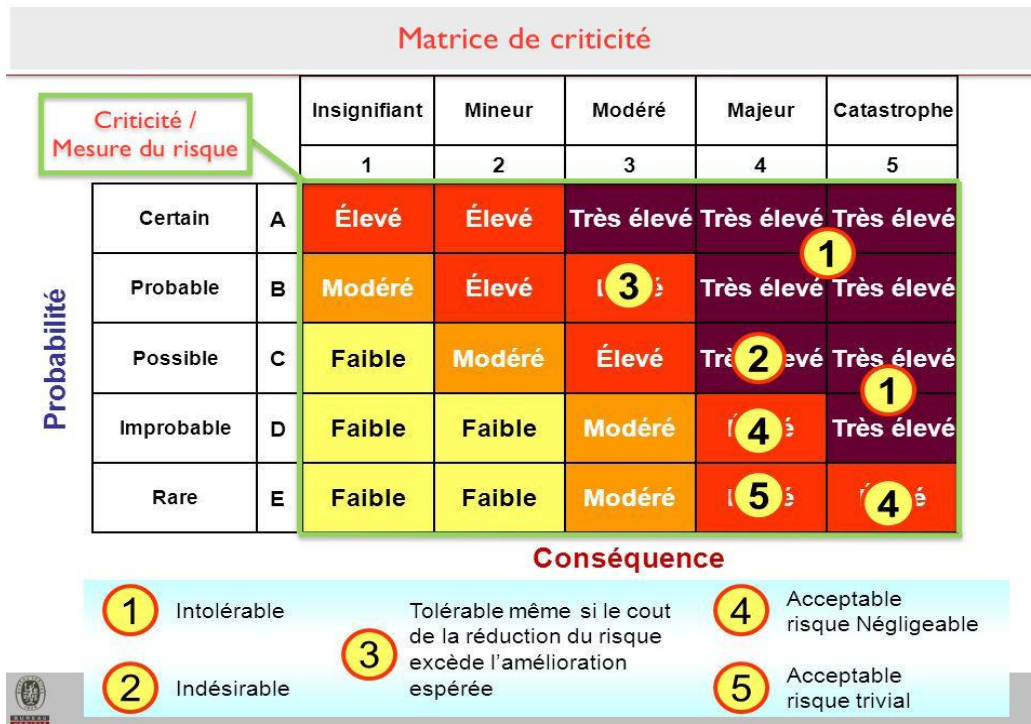 Matrice de criticité
Criticité /
Mesure du risque
Insignifiant Mineur Modéré Majeur Catastrophe
1 2 3 4 5
Certain A Élevé Élevé Très élevé Très élevé Très élevé
1
Probable B Modéré Élevé 3 Très élevé Très élevé
Possible C Faible Modéré Élevé 2 Très élevé
1
Improbable D Faible Faible Modéré 4 Très élevé
Rare E Faible Faible Modéré 5 4
Probabilité
Conséquence
1 Intolérable
2 Indésirable
3 Tolérable même si le cout
de la réduction du risque
excède l’amélioration
espérée
4 Acceptable
risque Négligeable
5 Acceptable
risque trivial
BUREAU